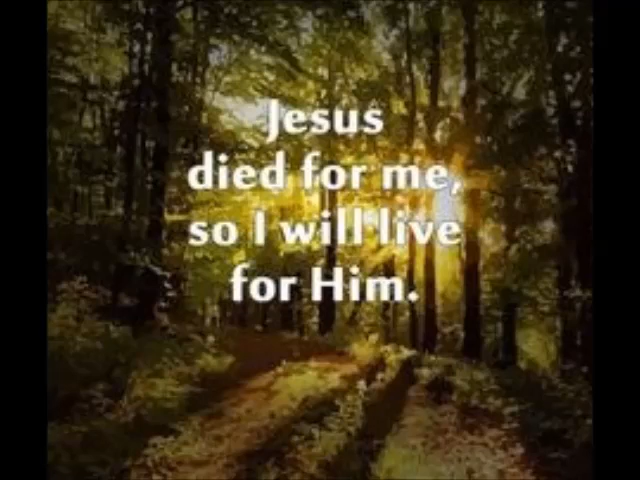 Jesus
died for me,
so I will live
for Him.